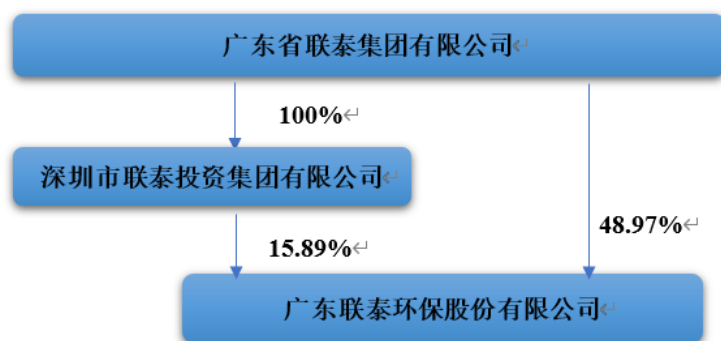 广东省联泰集团有限公司
100%
深圳市联泰投资集团有限公司
48.97%
15.89%
广东联泰环保股份有限公司